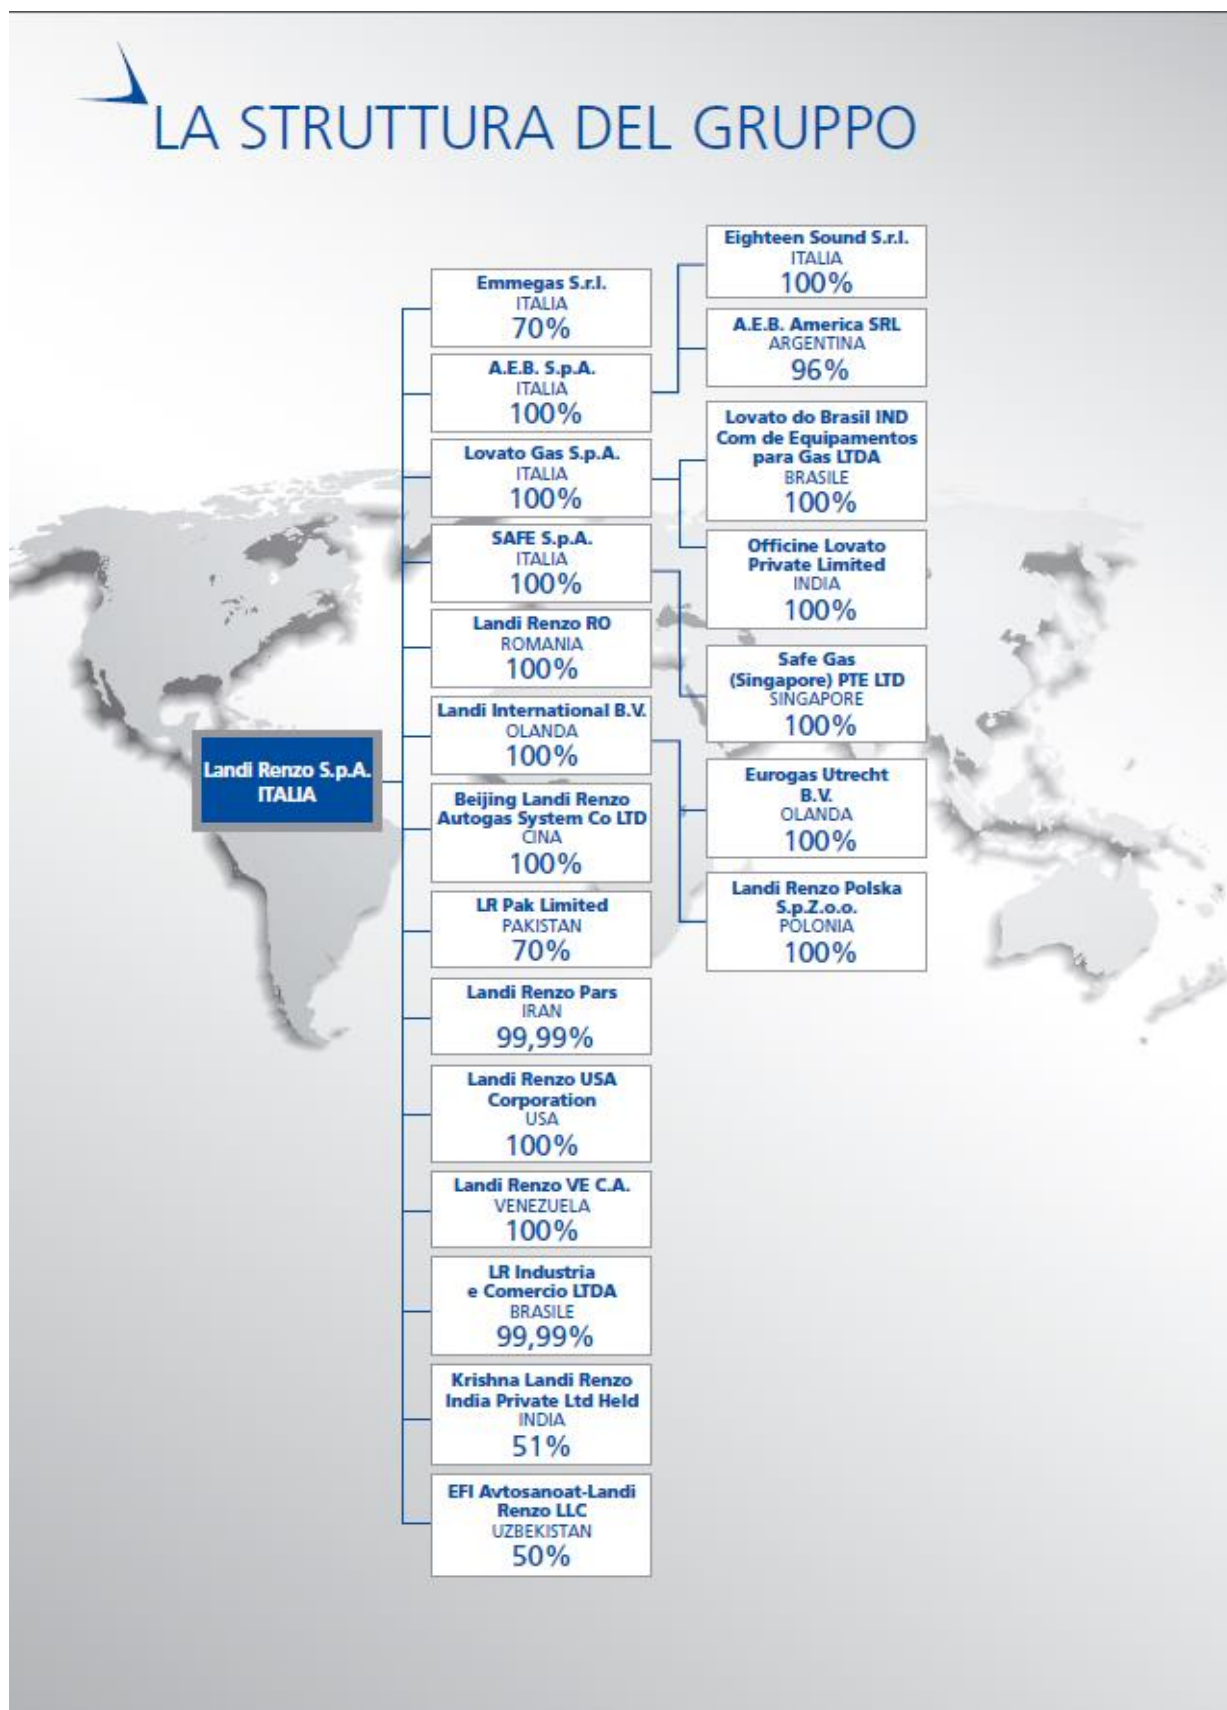 LA STRUTTURA DEL GRUPPO
Landi Renzo S.p.A.
ITALIA
Emmegas S.r.l.
ITALIA
70%
A.E.B. S.p.A.
ITALIA
100%
Lovato Gas S.p.A.
ITALIA
100%
SAFE S.p.A.
ITALIA
100%
Landi Renzo RO
ROMANIA
100%
Landi International B.V.
OLANDA
100%
Beijing Landi Renzo
Autogas System Co LTD
CINA
100%
LR Pak Limited
PAKISTAN
70%
Landi Renzo Pars
IRAN
99,99%
Landi Renzo USA
Corporation
USA
100%
Landi Renzo VE C.A.
VENEZUELA
100%
LR Industria
e Comercio LTDA
BRASILE
99,99%
Krishna Landi Renzo
India Private Ltd Held
INDIA
51%
EFI Avtosanoat-Landi
Renzo LLC
UZBEKISTAN
50%
Eighteen Sound S.r.l.
ITALIA
100%
A.E.B. America SRL
ARGENTINA
96%
Lovato do Brasil IND
Com de Equipamentos
para Gas LTDA
BRASILE
100%
Officine Lovato
Private Limited
INDIA
100%
Safe Gas
(Singapore) PTE LTD
SINGAPORE
100%
Eurogas Utrecht
B.V.
OLANDA
100%
Landi Renzo Polska
S.p.Z.o.o.
POLONIA
100%